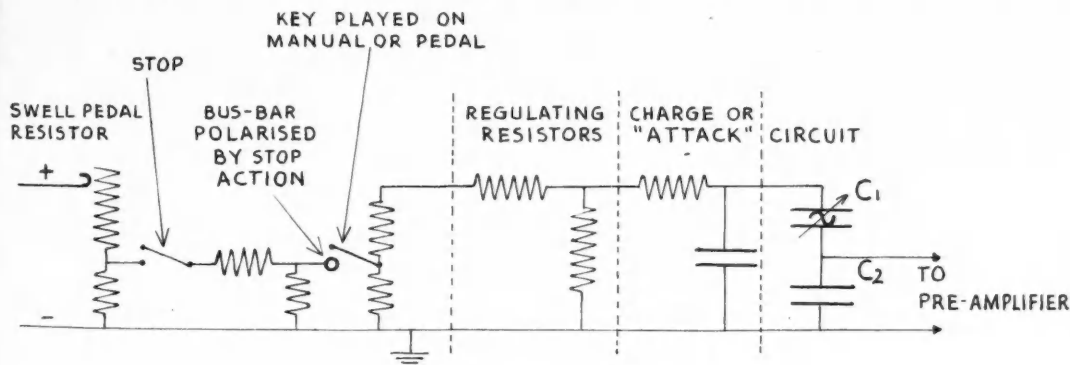 KEY PLAYED ON
MANUAL OR PEDAL
STOP
SWELL PEDAL
RESISTOR
BUS-BAR
POLARISED
BY STOP
ACTION
REGULATING
RESISTORS
CHARGE OR
"ATTACK"
CIRCUIT
+
C1
C2
TO
PRE-AMPLIFIER
-